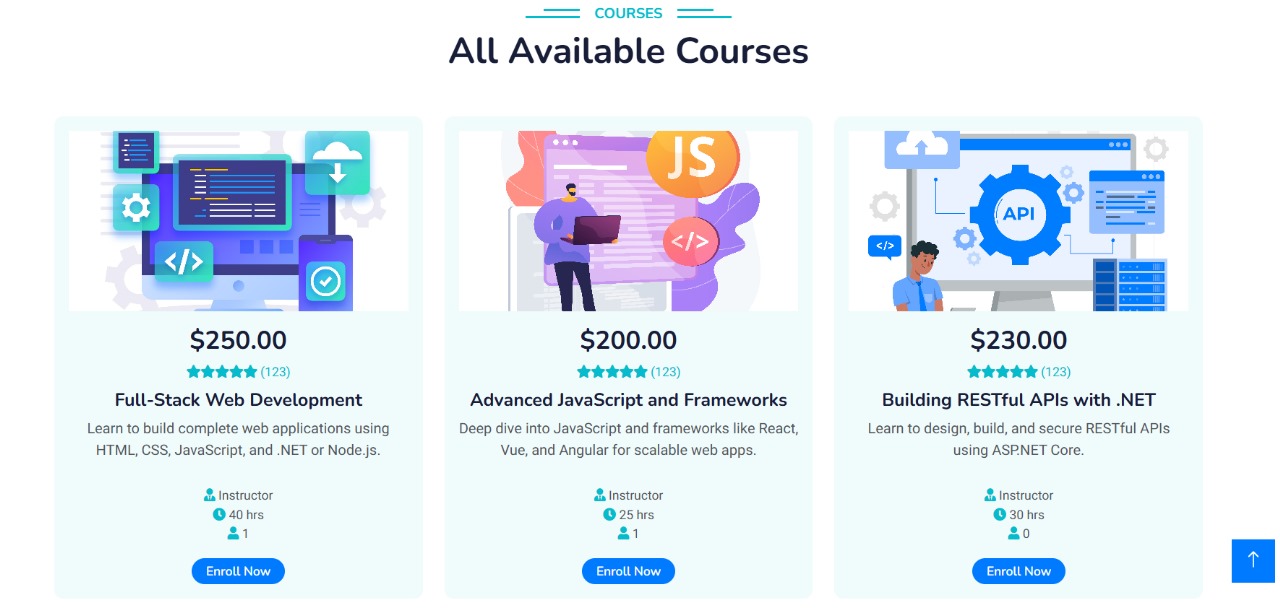 COURSES
All Available Courses
</>
$250.00
(123)
Full-Stack Web Development
Learn to build complete web applications using
HTML, CSS, JavaScript, and .NET or Node.js.
Instructor
40 hrs
1
Enroll Now
JS
</>
$200.00
(123)
Advanced JavaScript and Frameworks
Deep dive into JavaScript and frameworks like React,
Vue, and Angular for scalable web apps.
Instructor
25 hrs
1
Enroll Now
API
</>
$230.00
(123)
Building RESTful APIs with .NET
Learn to design, build, and secure RESTful APIs
using ASP.NET Core.
Instructor
30 hrs
0
Enroll Now